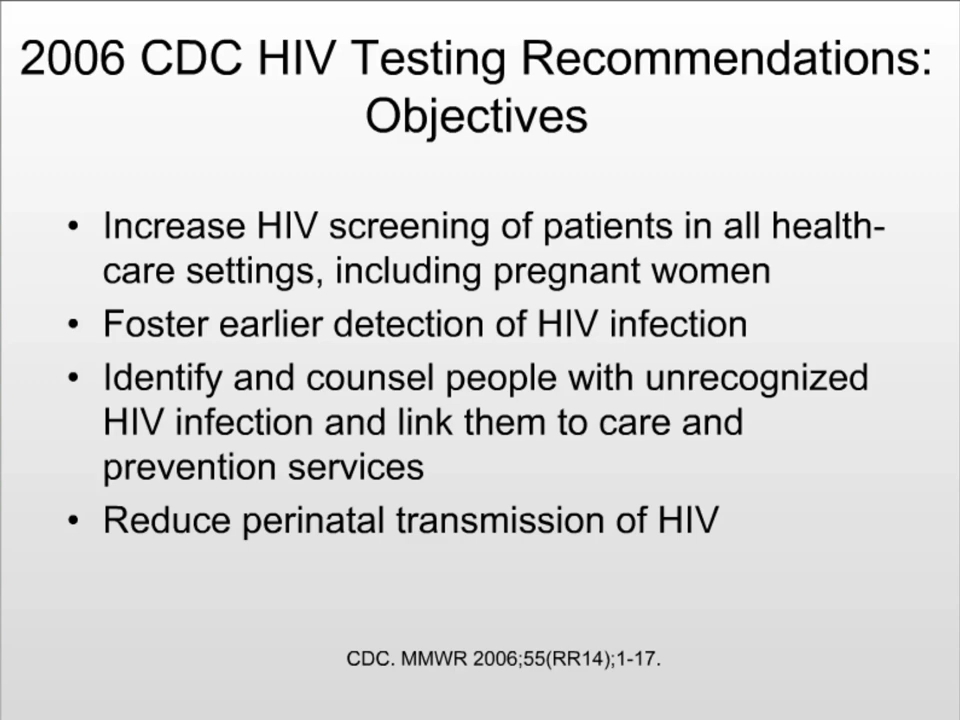 2006 CDC HIV Testing Recommendations:
Objectives
• Increase HIV screening of patients in all health-
care settings, including pregnant women
• Foster earlier detection of HIV infection
• Identify and counsel people with unrecognized
HIV infection and link them to care and
prevention services
• Reduce perinatal transmission of HIV
CDC. MMWR 2006;55(RR14);1-17.